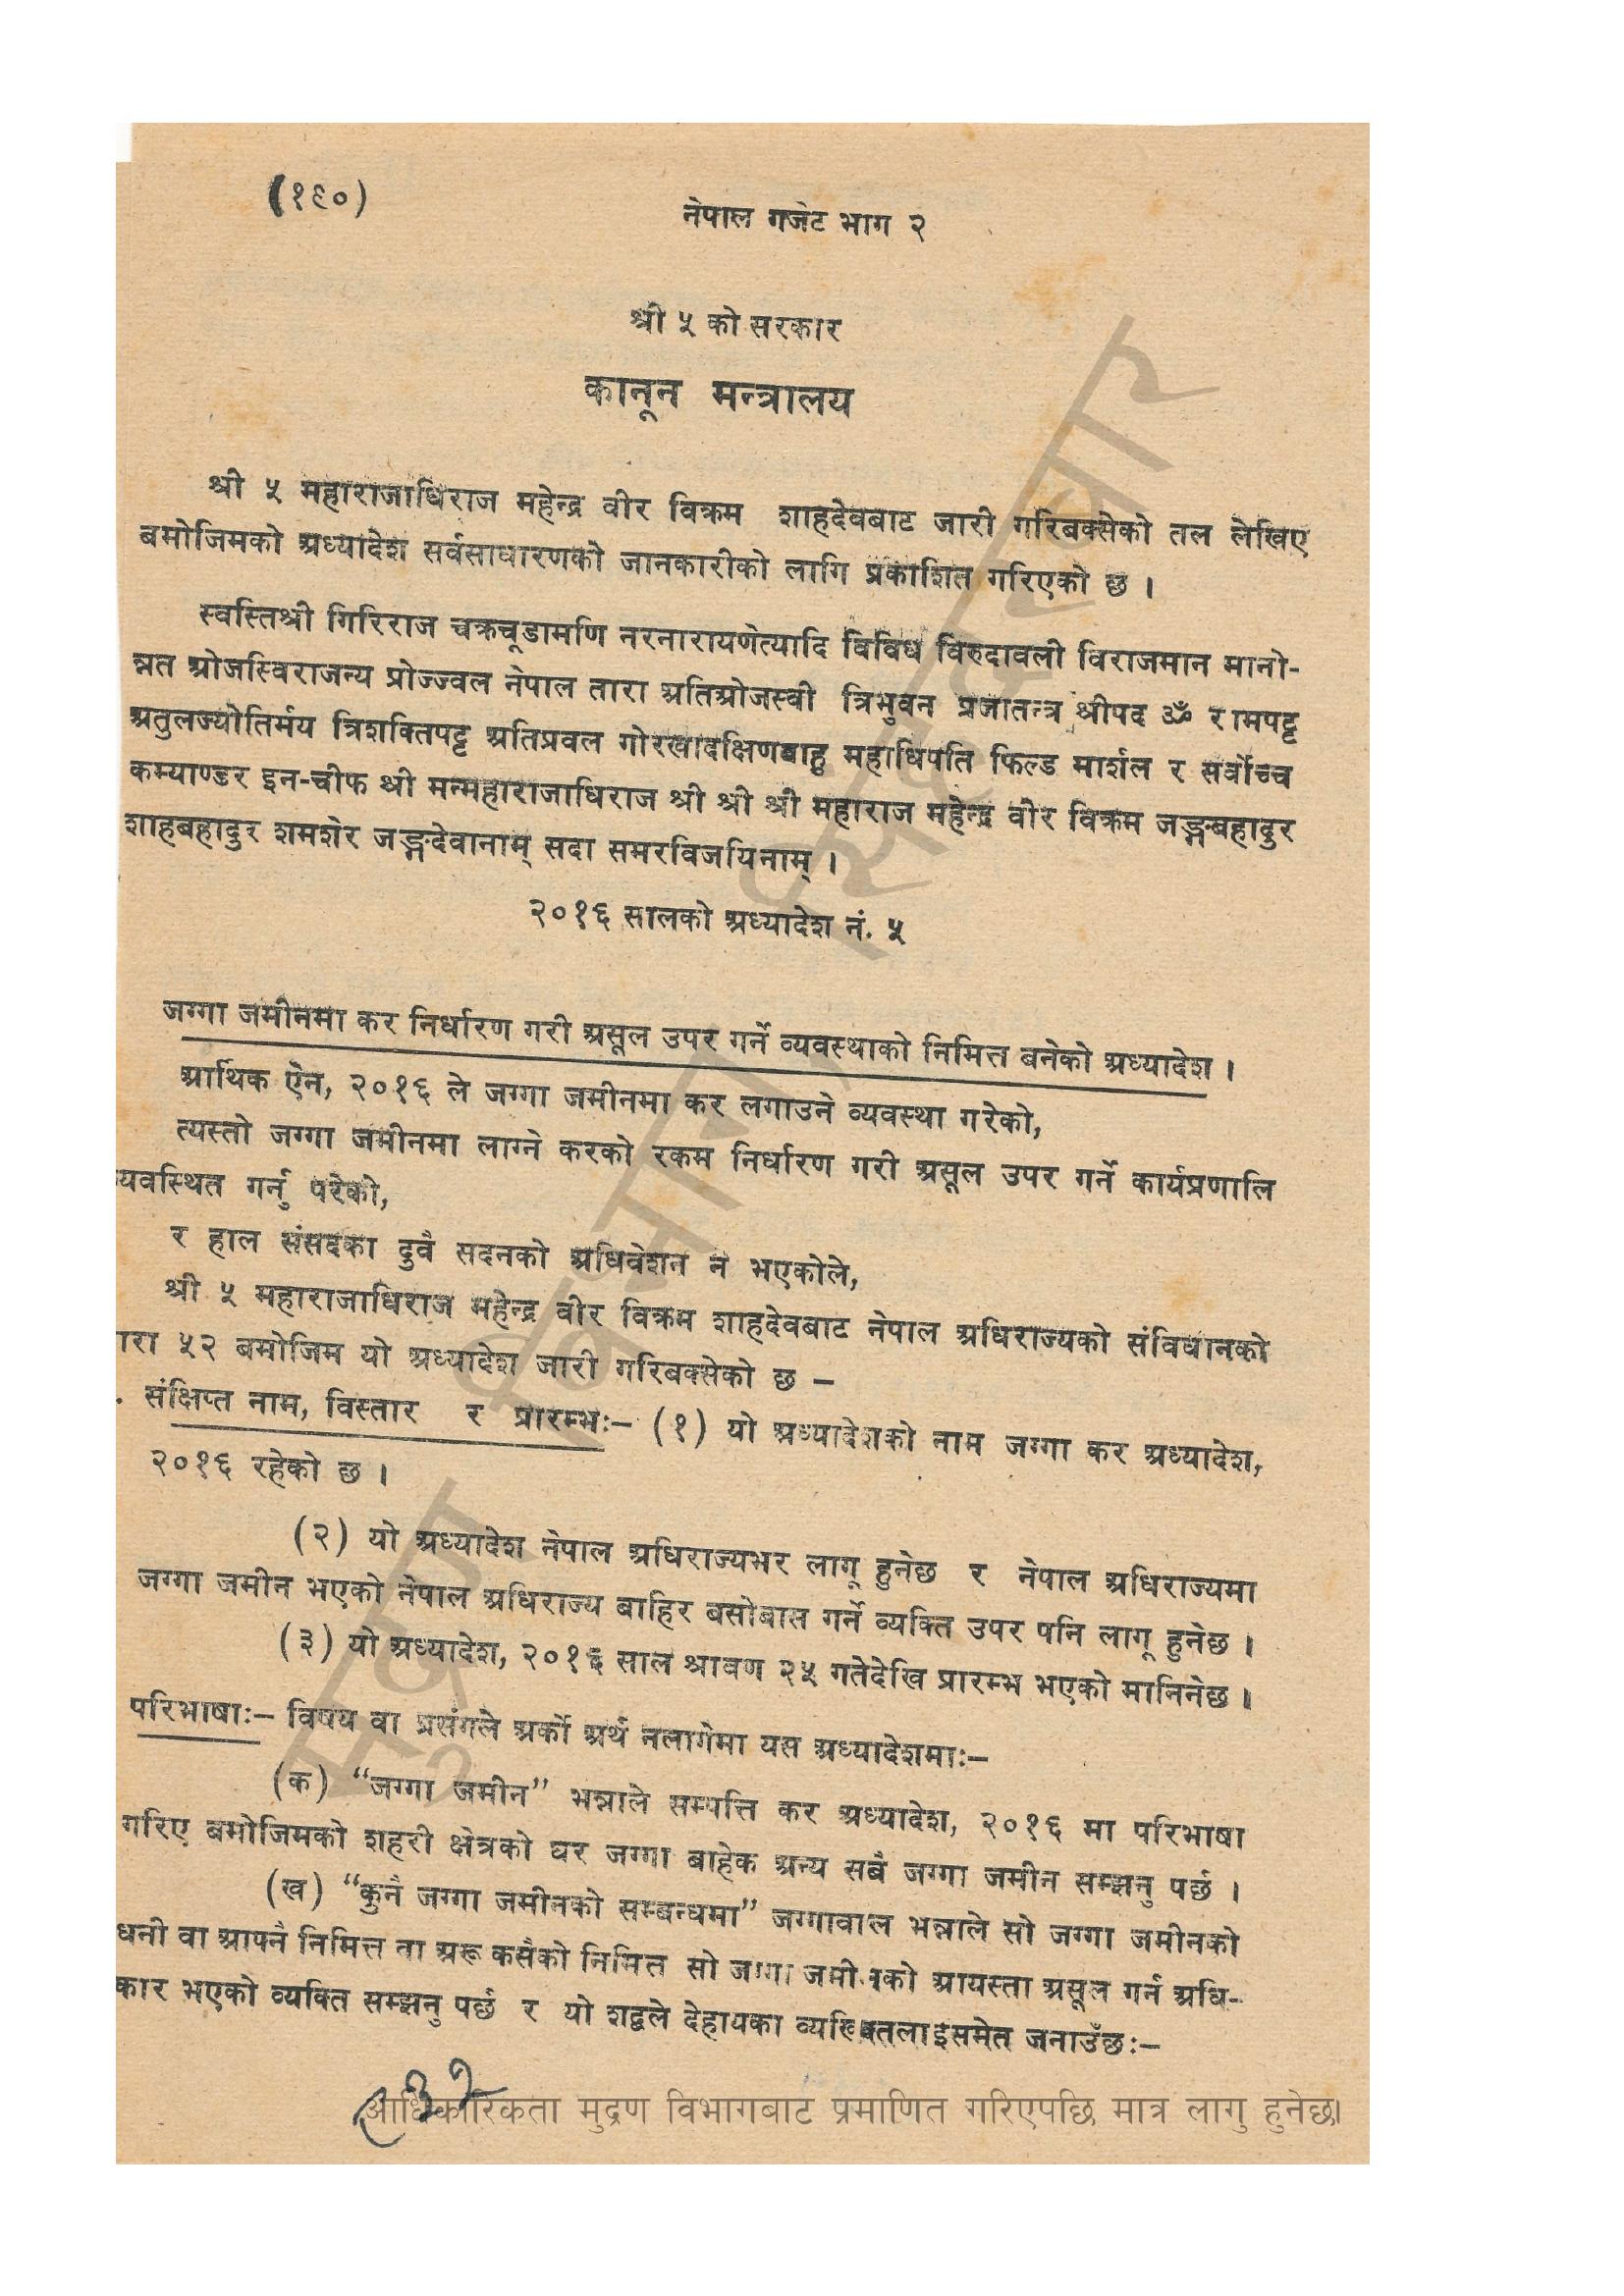 (१९०)
नेपाल गजेट भाग २
श्री ५ को सरकार
कानून मन्त्रालय
श्री ५ महाराजाधिराज महेन्द्र वीर विक्रम शाहदेवबाट जारी गरिबक्सेको तल लेखिए
बमोजिमको अध्यादेश सर्वसाधारणको जानकारीको लागि प्रकाशित गरिएको छ ।
स्वस्तिश्री गिरिराज चक्रचूडामणि नरनारायणेत्यादि विविध विरुदावली विराजमान मानो-
न्नत ओजस्विराजन्य प्रोज्ज्वल नेपाल तारा अतिओजस्वी त्रिभुवन प्रजातन्त्र श्रीपद ॐ रामपट्ट
अतुलज्योतिर्मय त्रिशक्तिपट्ट अतिप्रवल गोरखादक्षिणबाहु महाधिपति फिल्ड मार्शल र सर्वोच्च
कम्याण्डर इन-चीफ श्री मन्महाराजाधिराज श्री श्री श्री महाराज महेन्द्र वीर विक्रम जङ्गबहादुर
शाहबहादुर शमशेर जङ्गदेवानाम् सदा समरविजयिनाम् ।
२०१६ सालको अध्यादेश नं. ५
जग्गा जमीनमा कर निर्धारण गरी असूल उपर गर्ने व्यवस्थाको निमित्त बनेको अध्यादेश ।
आर्थिक ऐन, २०१६ ले जग्गा जमीनमा कर लगाउने व्यवस्था गरेको,
त्यस्तो जग्गा जमीनमा लाग्ने करको रकम निर्धारण गरी असूल उपर गर्ने कार्यप्रणालि
व्यवस्थित गर्नु परेको,
र हाल संसदका दुवै सदनको अधिवेशन न भएकोले,
श्री ५ महाराजाधिराज महेन्द्र वीर विक्रम शाहदेवबाट नेपाल अधिराज्यको संविधानको
ारा ५२ बमोजिम यो अध्यादेश जारी गरिबक्सेको छ –
. संक्षिप्त नाम, विस्तार र प्रारम्भः– (१) यो अध्यादेशको नाम जग्गा कर अध्यादेश,
२०१६ रहेको छ ।
(२) यो अध्यादेश नेपाल अधिराज्यभर लागू हुनेछ र नेपाल अधिराज्यमा
जग्गा जमीन भएको नेपाल अधिराज्य बाहिर बसोबास गर्ने व्यक्ति उपर पनि लागू हुनेछ ।
(३) यो अध्यादेश, २०१६ साल श्रावण २५ गतेदेखि प्रारम्भ भएको मानिनेछ ।
परिभाषाः– विषय वा प्रसंगले अर्को अर्थ नलागेमा यस अध्यादेशमाः–
(क) “जग्गा जमीन” भन्नाले सम्पत्ति कर अध्यादेश, २०१६ मा परिभाषा
गरिए बमोजिमको शहरी क्षेत्रको घर जग्गा बाहेक अन्य सबै जग्गा जमीन सम्झनु पर्छ ।
(ख) “कुनै जग्गा जमीनको सम्बन्धमा” जग्गावाल भन्नाले सो जग्गा जमीनको
धनी वा आफ्नै निमित्त ता अरू कसैको निमित्त सो जग्गा जमीनको आयस्ता असूल गर्न अधि-
कार भएको व्यक्ति सम्झनु पर्छ र यो शद्वले देहायका व्यक्तिलाइसमेत जनाउँछः–
आधिकारिकता मुद्रण विभागबाट प्रमाणित गरिएपछि मात्र लागु हुनेछ।
मुद्रण विभाग, सिंहदरबार